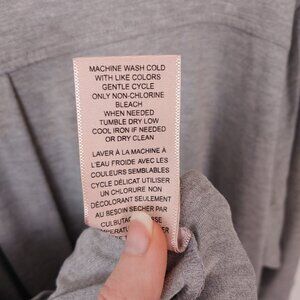 MACHINE WASH COLD
WITH LIKE COLORS
GENTLE CYCLE
ONLY NON-CHLORINE
BLEACH
WHEN NEEDED
TUMBLE DRY LOW
COOL IRON IF NEEDED
OR DRY CLEAN
LAVER À LA MACHINE À
L'EAU FROIDE AVEC LES
COULEURS SEMBLABLES
CYCLE DÉLICAT UTILISER
UN CHLORURE NON
DÉCOLORANT SEULEMENT
AU BESOIN SECHER PAR
CULBUTAG